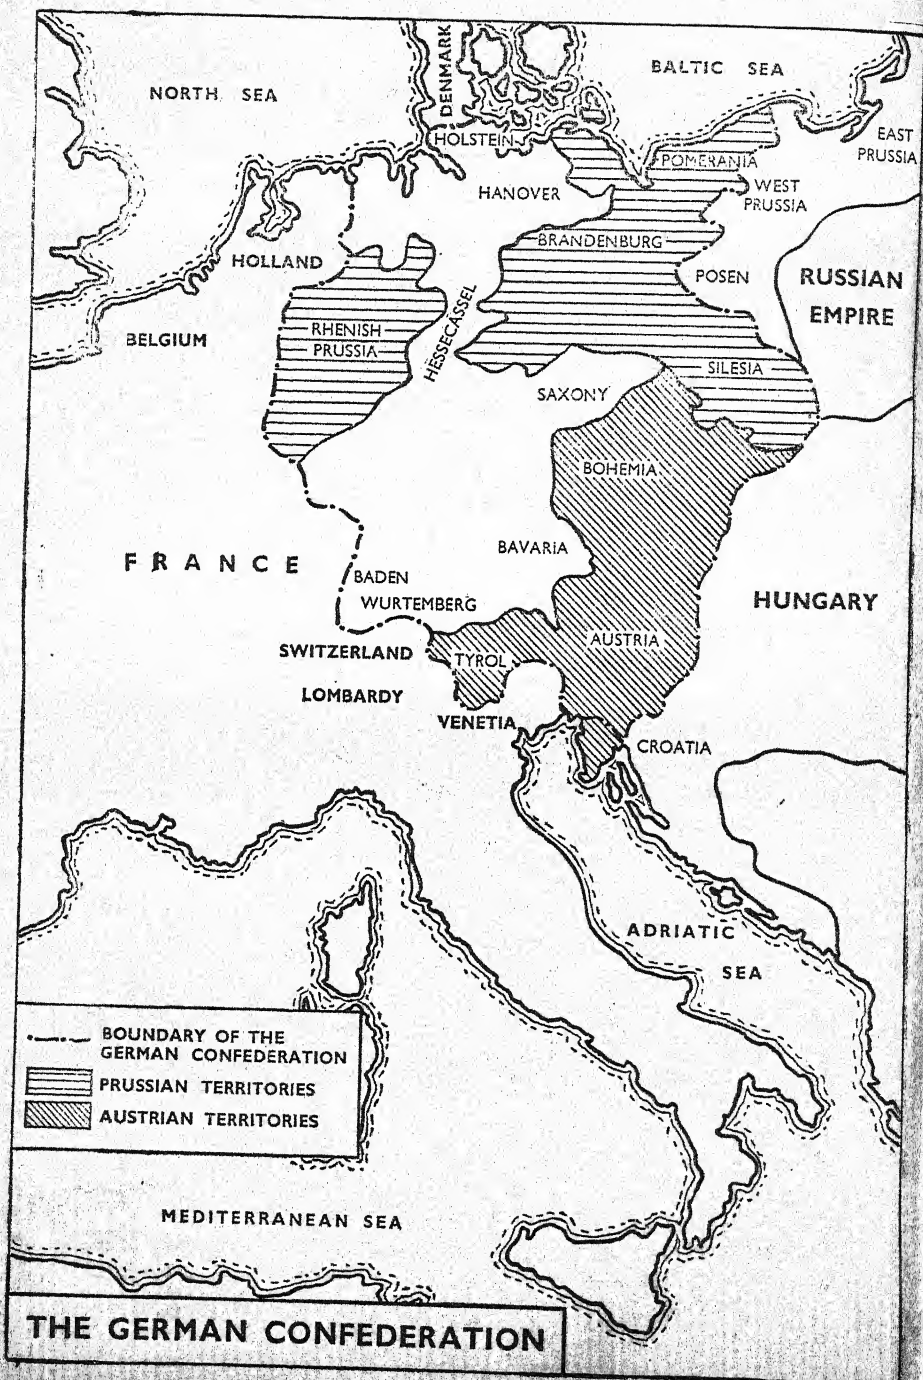 NORTH SEA
DENMARK
BALTIC SEA
HOLSTEIN
EAST
PRUSSIA
POMERANIA
HANOVER
WEST
PRUSSIA
BRANDENBURG
HOLLAND
POSEN
RUSSIAN
EMPIRE
BELGIUM
RHENISH
PRUSSIA
HESSECASSEL
SILESIA
SAXONY
BOHEMIA
FRANCE
BAVARIA
BADEN
WURTEMBERG
HUNGARY
SWITZERLAND
TYROL
AUSTRIA
LOMBARDY
VENETIA
CROATIA
ADRIATIC
SEA
BOUNDARY OF THE
GERMAN CONFEDERATION
PRUSSIAN TERRITORIES
AUSTRIAN TERRITORIES
MEDITERRANEAN SEA
THE GERMAN CONFEDERATION